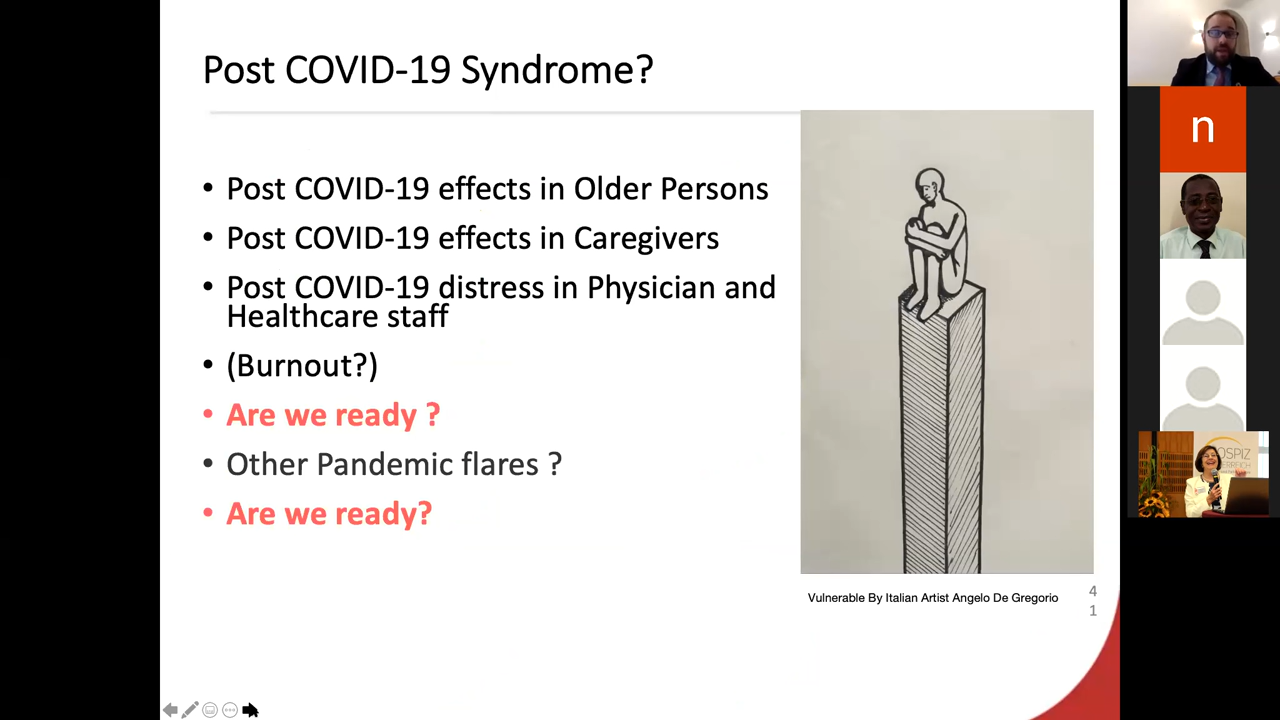 Post COVID-19 Syndrome?
• Post COVID-19 effects in Older Persons
• Post COVID-19 effects in Caregivers
• Post COVID-19 distress in Physician and
Healthcare staff
• (Burnout?)
• Are we ready ?
• Other Pandemic flares ?
• Are we ready?
Vulnerable By Italian Artist Angelo De Gregorio
4
1
n
OSPIZ